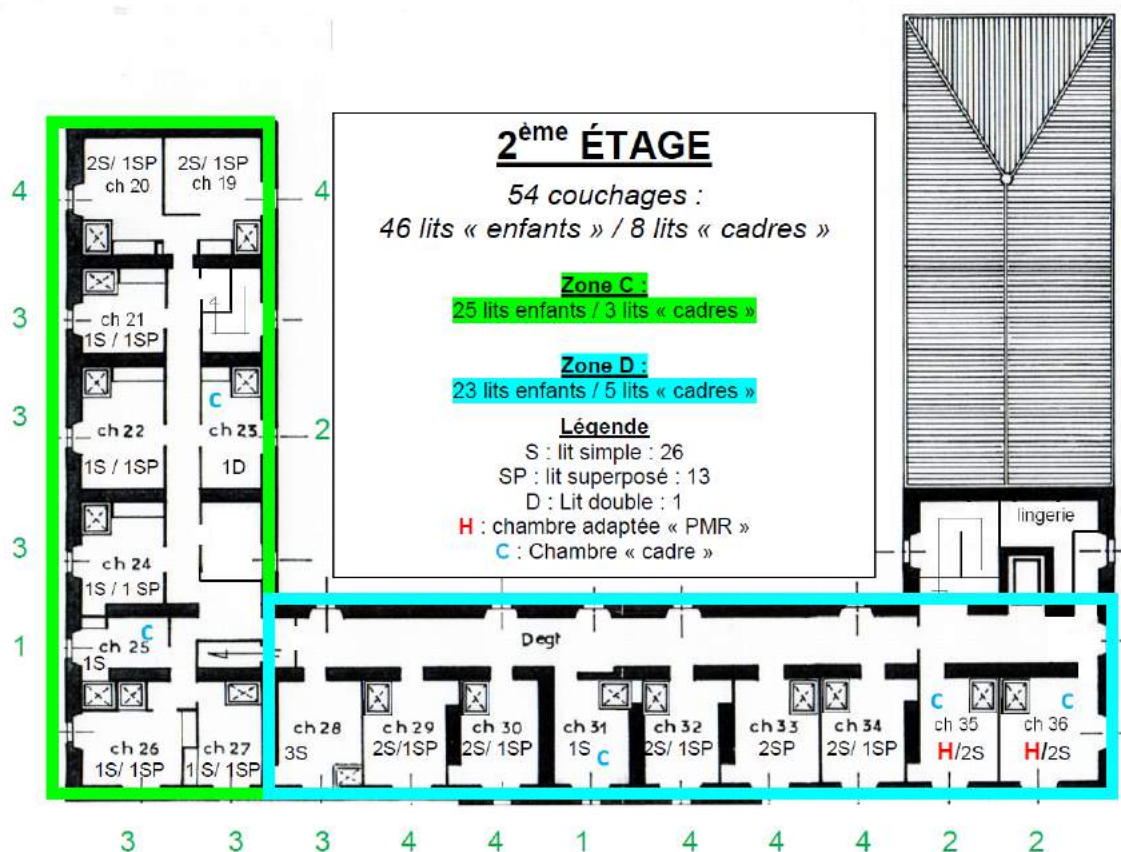 2ème ÉTAGE
54 couchages :
46 lits « enfants » / 8 lits « cadres »
Zone C :
25 lits enfants / 3 lits « cadres »
Zone D :
23 lits enfants / 5 lits « cadres »
Légende
S : lit simple : 26
SP : lit superposé : 13
D : Lit double : 1
H : chambre adaptée « PMR »
C : Chambre « cadre »
lingerie
4
2S/ 1SP
ch 20
2S/ 1SP
ch 19
4
3
ch 21
1S / 1SP
3
ch 22
1S / 1SP
C
ch 23
1D
2
3
ch 24
1S / 1 SP
1
C
ch 25
1S
ch 26
1S/ 1SP
ch 27
1S/ 1SP
Degt
ch 28
3S
ch 29
2S/1SP
ch 30
2S/ 1SP
ch 31
1S
C
ch 32
2S/ 1SP
ch 33
2SP
ch 34
2S/ 1SP
C
ch 35
H/2S
C
ch 36
H/2S
3 3 3 4 4 1 4 4 4 2 2